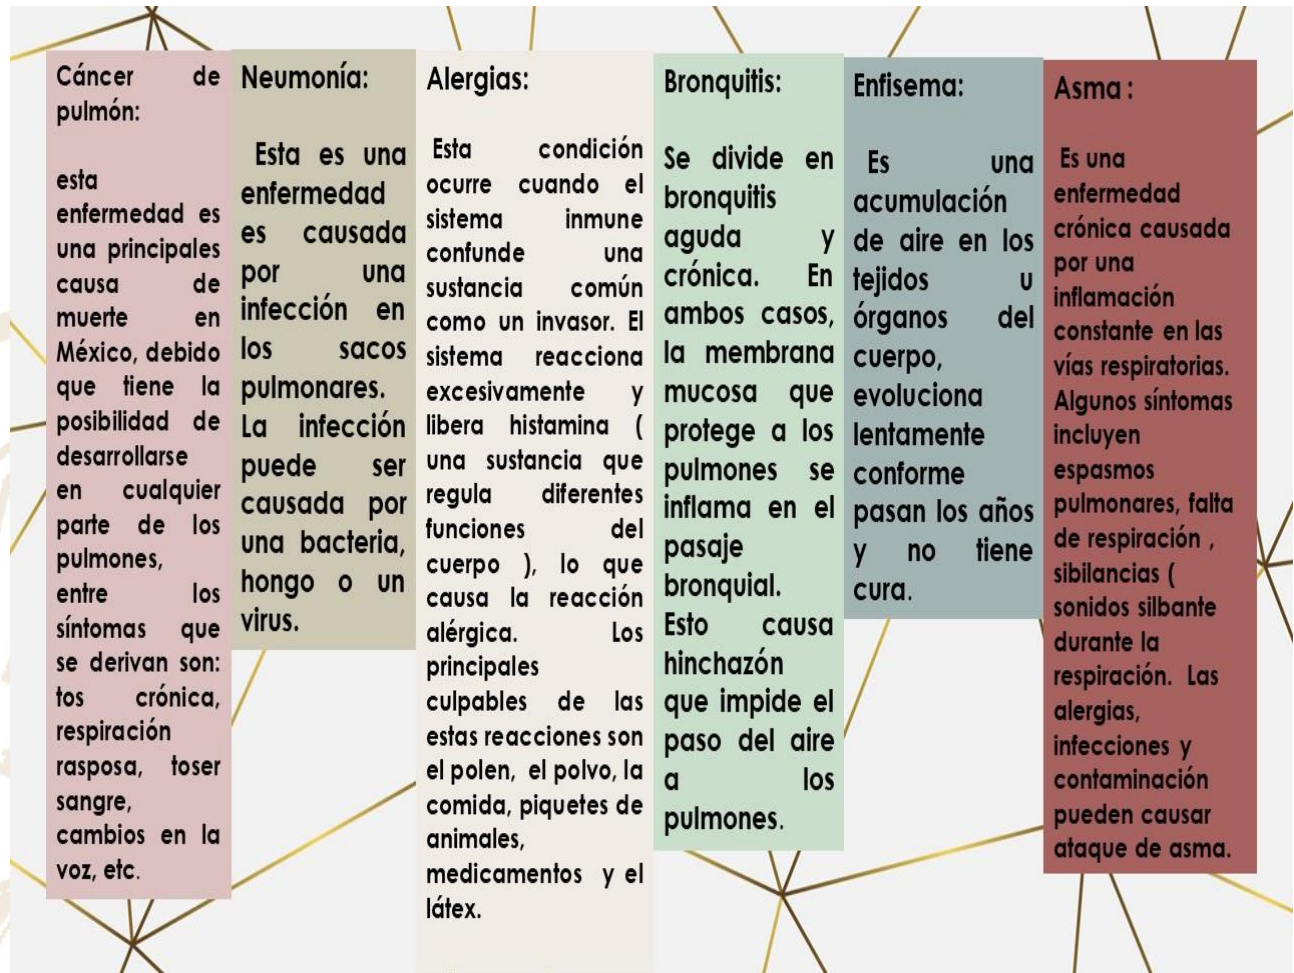 Cáncer de
pulmón:
esta
enfermedad es
una principales
causa de
muerte en
México, debido
que tiene la
posibilidad de
desarrollarse
en cualquier
parte de los
pulmones,
entre los
síntomas que
se derivan son:
tos crónica,
respiración
rasposa, toser
sangre,
cambios en la
voz, etc.
Neumonía:
Esta es una
enfermedad
es causada
por una
infección en
los sacos
pulmonares.
La infección
puede ser
causada por
una bacteria,
hongo o un
virus.
Alergias:
Esta condición
ocurre cuando el
sistema inmune
confunde una
sustancia común
como un invasor. El
sistema reacciona
excesivamente y
libera histamina (
una sustancia que
regula diferentes
funciones del
cuerpo ), lo que
causa la reacción
alérgica. Los
principales
culpables de las
estas reacciones son
el polen, el polvo, la
comida, piquetes de
animales,
medicamentos y el
látex.
Bronquitis:
Se divide en
bronquitis
aguda y
crónica. En
ambos casos,
la membrana
mucosa que
protege a los
pulmones se
inflama en el
pasaje
bronquial.
Esto causa
hinchazón
que impide el
paso del aire
a los
pulmones.
Enfisema:
Es una
acumulación
de aire en los
tejidos u
órganos del
cuerpo,
evoluciona
lentamente
conforme
pasan los años
y no tiene
cura.
Asma :
Es una
enfermedad
crónica causada
por una
inflamación
constante en las
vías respiratorias.
Algunos síntomas
incluyen
espasmos
pulmonares, falta
de respiración ,
sibilancias (
sonidos silbante
durante la
respiración. Las
alergias,
infecciones y
contaminación
pueden causar
ataque de asma.